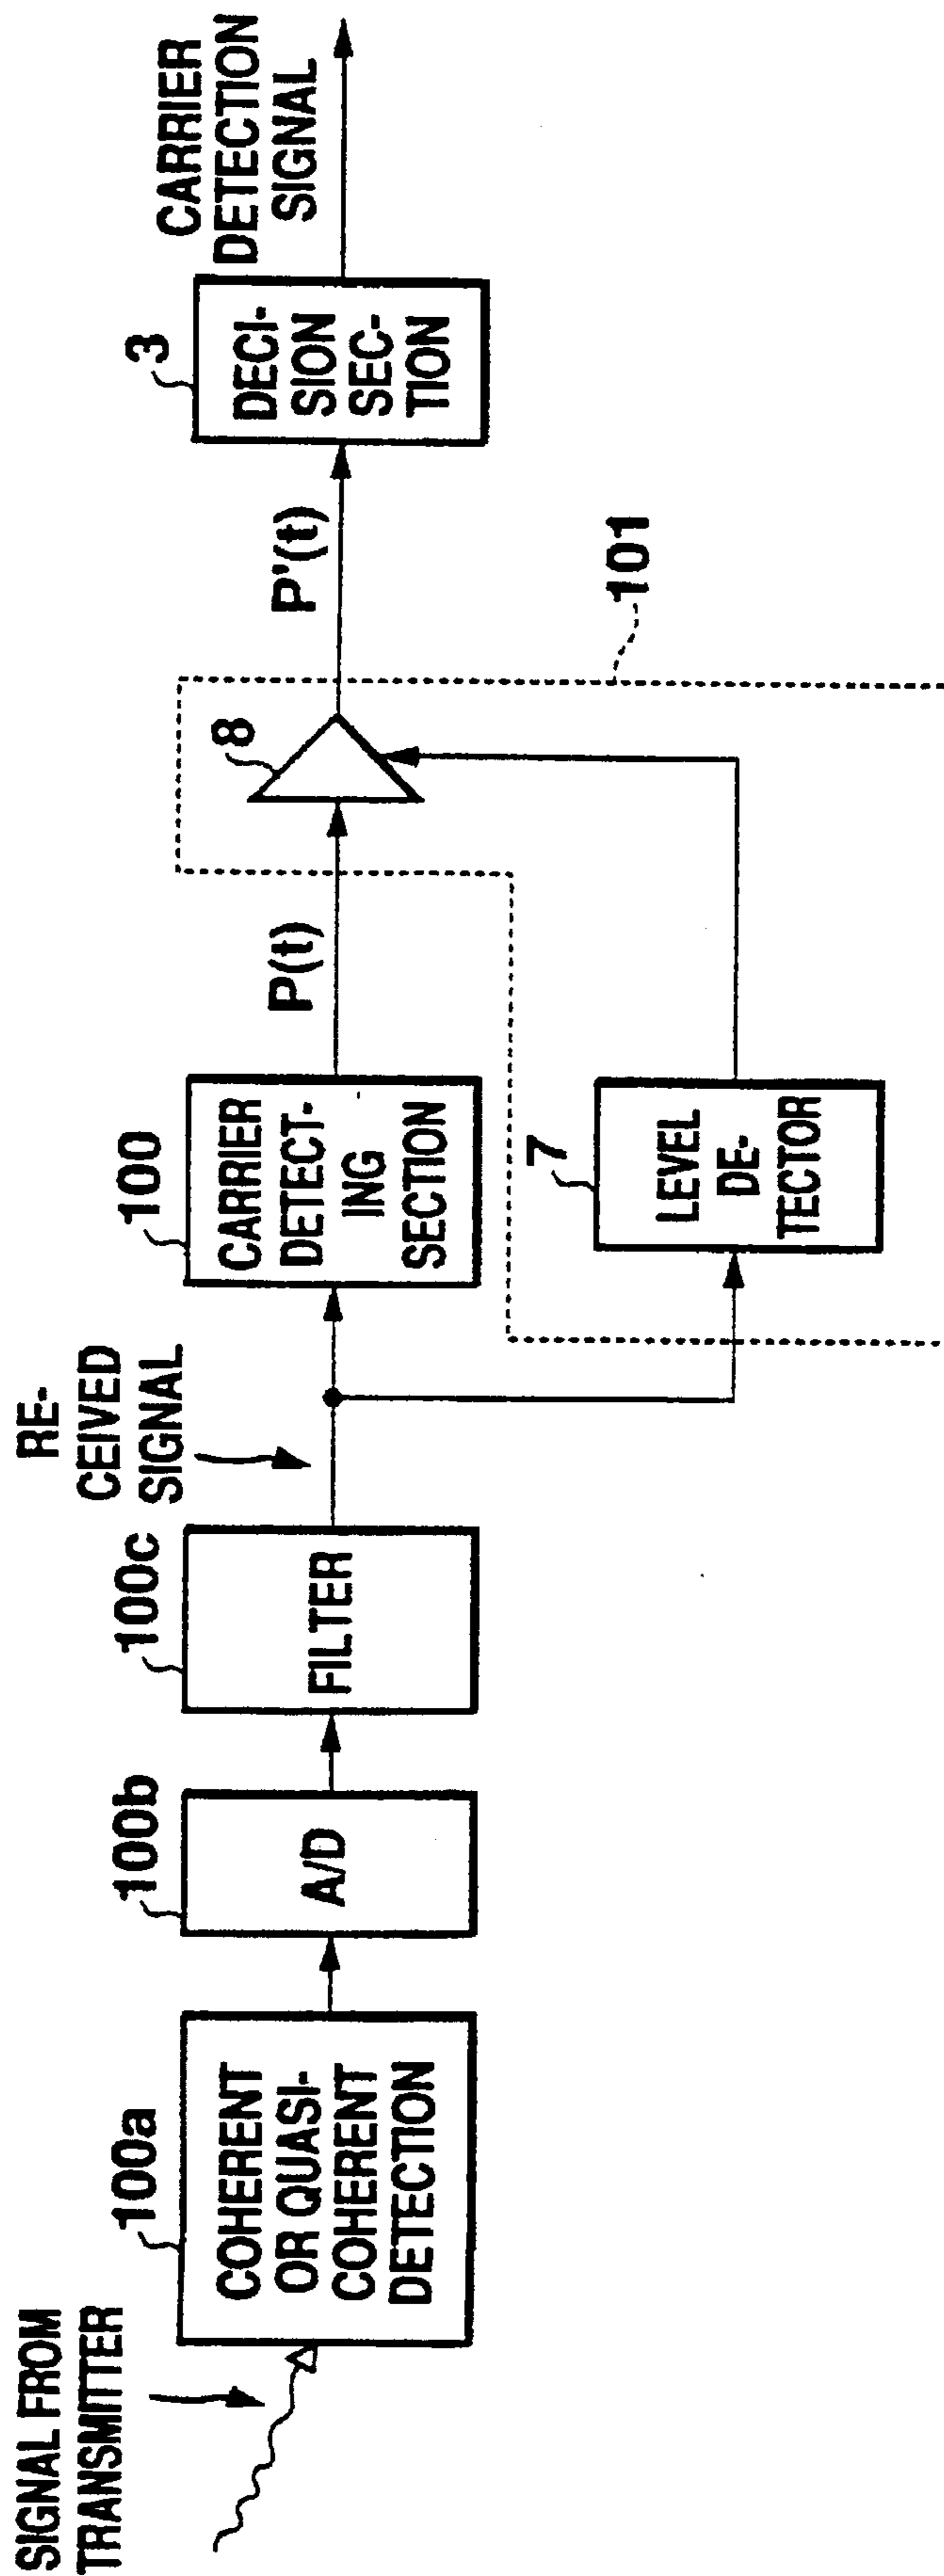 SIGNAL FROM
TRANSMITTER
100a
COHERENT
OR QUASI-
COHERENT
DETECTION
100b
A/D
100c
FILTER
RE-
CEIVED
SIGNAL
100
CARRIER
DETECT-
ING
SECTION
P(t)
8
P'(t)
3
DECI-
SION
SEC-
TION
CARRIER
DETECTION
SIGNAL
7
LEVEL
DE-
TECTOR
101